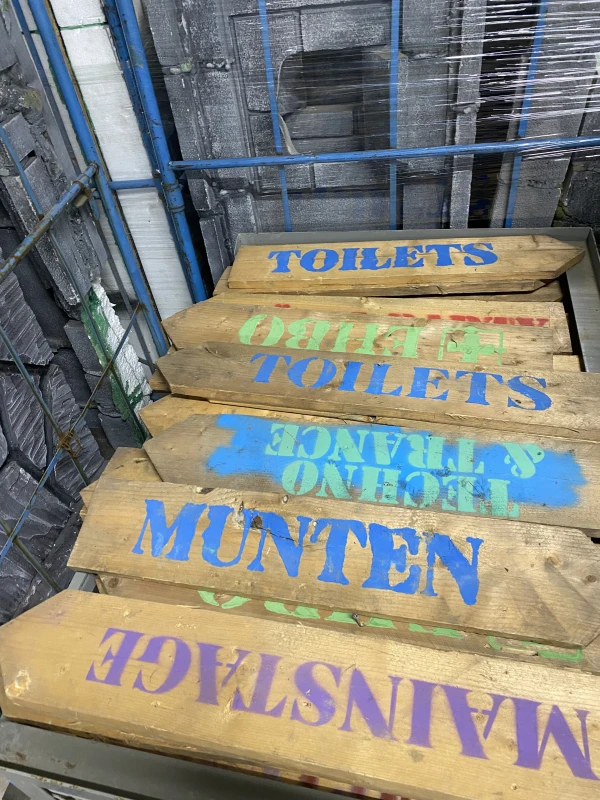 TOILETS
EHBO
TOILETS
TECHNO
& TRANCE
MUNTEN
MAINSTAGE